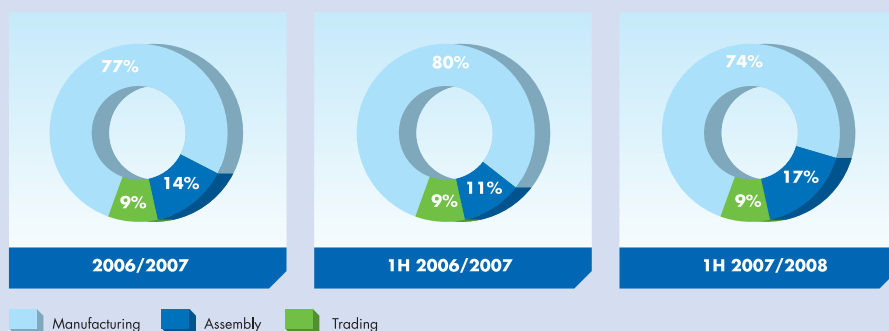 77%
14%
9%
2006/2007
80%
11%
9%
1H 2006/2007
74%
17%
9%
1H 2007/2008
Manufacturing
Assembly
Trading